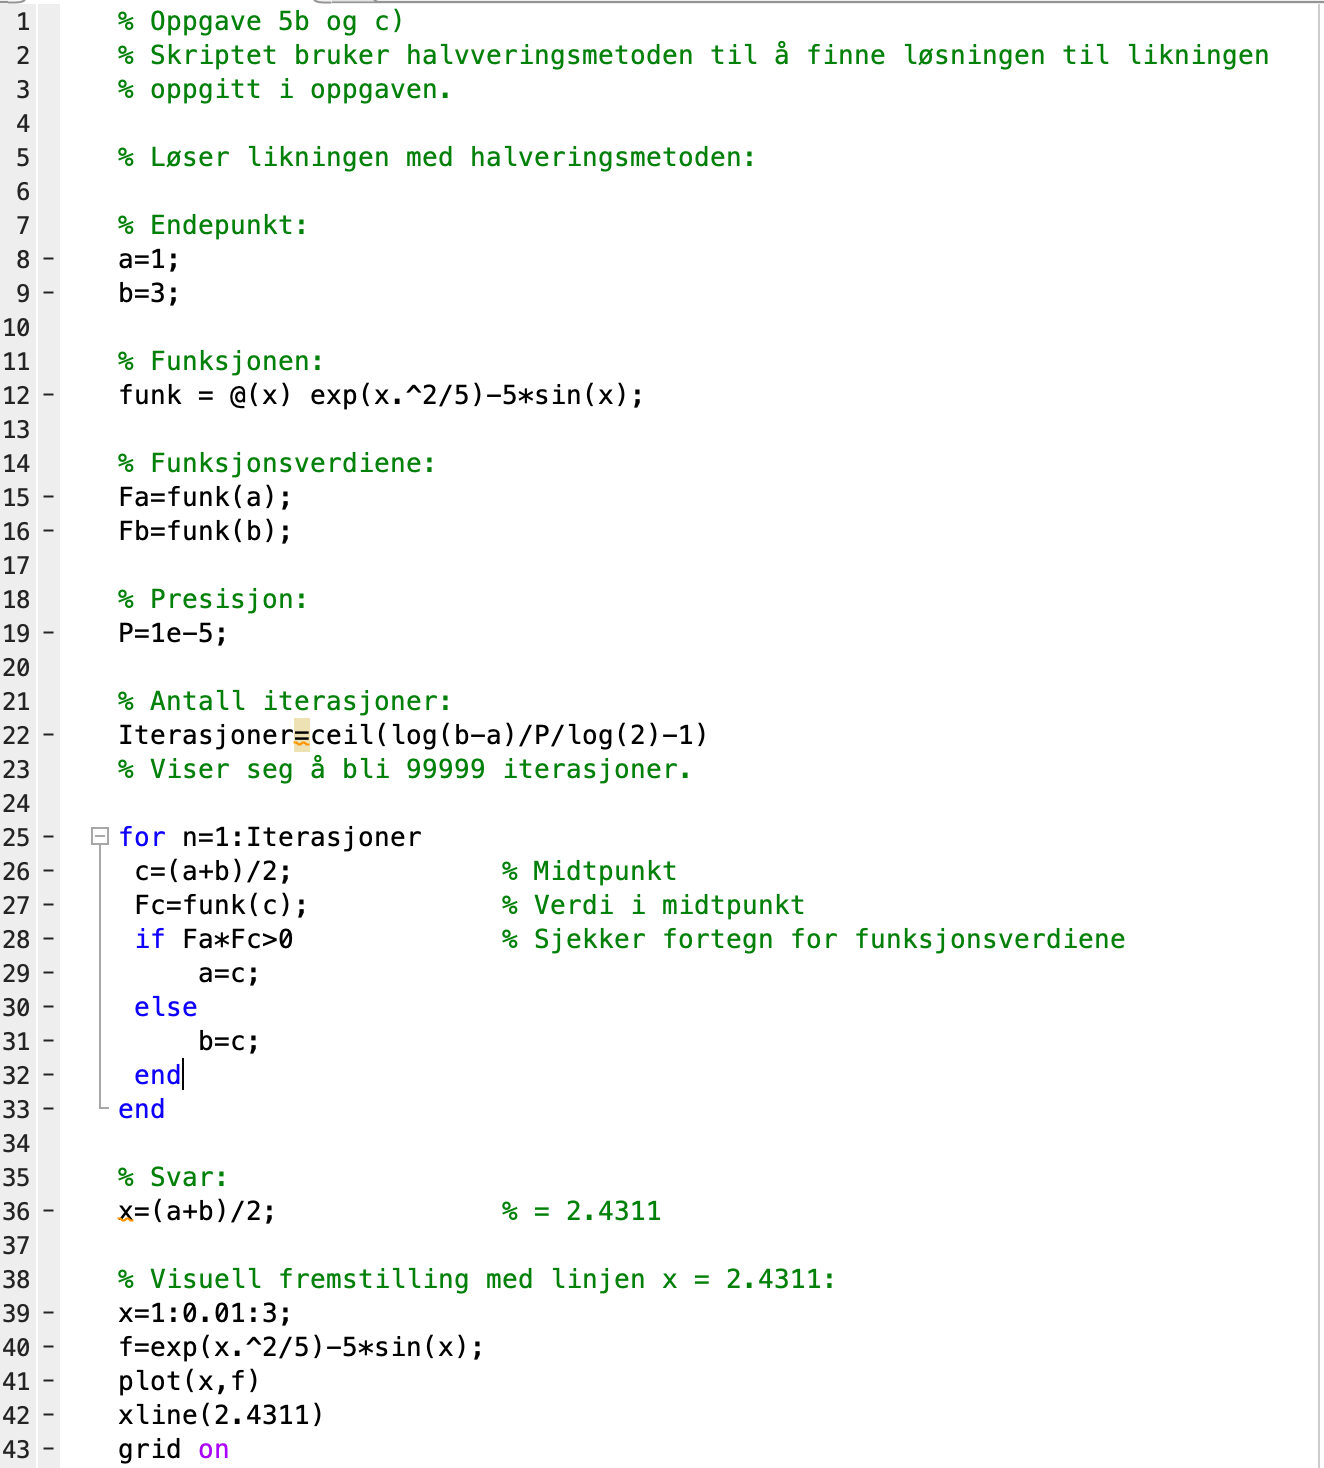 1 % Oppgave 5b og c)
2 % Skriptet bruker halvveringsmetoden til å finne løsningen til likningen
3 % oppgitt i oppgaven.
4
5 % Løser likningen med halveringsmetoden:
6
7 % Endepunkt:
8 - a=1;
9 - b=3;
10
11 % Funksjonen:
12 - funk = @(x) exp(x.^2/5)-5*sin(x);
13
14 % Funksjonsverdiene:
15 - Fa=funk(a);
16 - Fb=funk(b);
17
18 % Presisjon:
19 - P=1e-5;
20
21 % Antall iterasjoner:
22 - Iterasjoner=ceil(log(b-a)/P/log(2)-1)
23 % Viser seg å bli 99999 iterasjoner.
24
25 - for n=1:Iterasjoner
26 - c=(a+b)/2; % Midtpunkt
27 - Fc=funk(c); % Verdi i midtpunkt
28 - if Fa*Fc>0 % Sjekker fortegn for funksjonsverdiene
29 - a=c;
30 - else
31 - b=c;
32 - end
33 - end
34
35 % Svar:
36 - x=(a+b)/2; % = 2.4311
37
38 % Visuell fremstilling med linjen x = 2.4311:
39 - x=1:0.01:3;
40 - f=exp(x.^2/5)-5*sin(x);
41 - plot(x,f)
42 - xline(2.4311)
43 - grid on